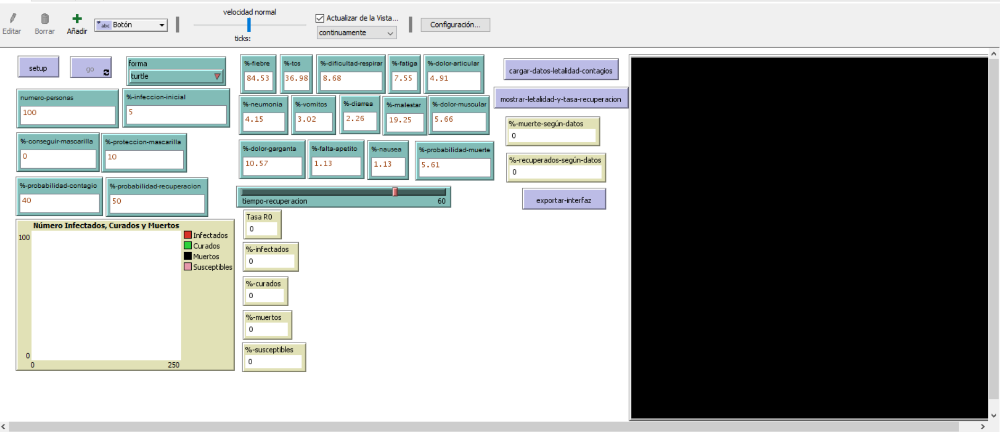 Editar
Borrar
Añadir
abc Botón
velocidad normal
ticks:
Actualizar de la Vista...
continuamente
Configuración...
setup
go
forma
turtle
numero-personas
100
%-infeccion-inicial
5
%-conseguir-mascarilla
0
%-proteccion-mascarilla
10
%-probabilidad-contagio
40
%-probabilidad-recuperacion
50
%-fiebre
84.53
%-tos
36.98
%-dificultad-respirar
8.68
%-fatiga
7.55
%-dolor-articular
4.91
%-neumonia
4.15
%-vomitos
3.02
%-diarrea
2.26
%-malestar
19.25
%-dolor-muscular
5.66
%-dolor-garganta
10.57
%-falta-apetito
1.13
%-nausea
1.13
%-probabilidad-muerte
5.61
tiempo-recuperacion 60
cargar-datos-letalidad-contagios
mostrar-letalidad-y-tasa-recuperacion
%-muerte-según-datos
0
%-recuperados-según-datos
0
exportar-interfaz
Número Infectados, Curados y Muertos
100
0
0 250
Infectados
Curados
Muertos
Susceptibles
Tasa R0
0
%-infectados
0
%-curados
0
%-muertos
0
%-susceptibles
0